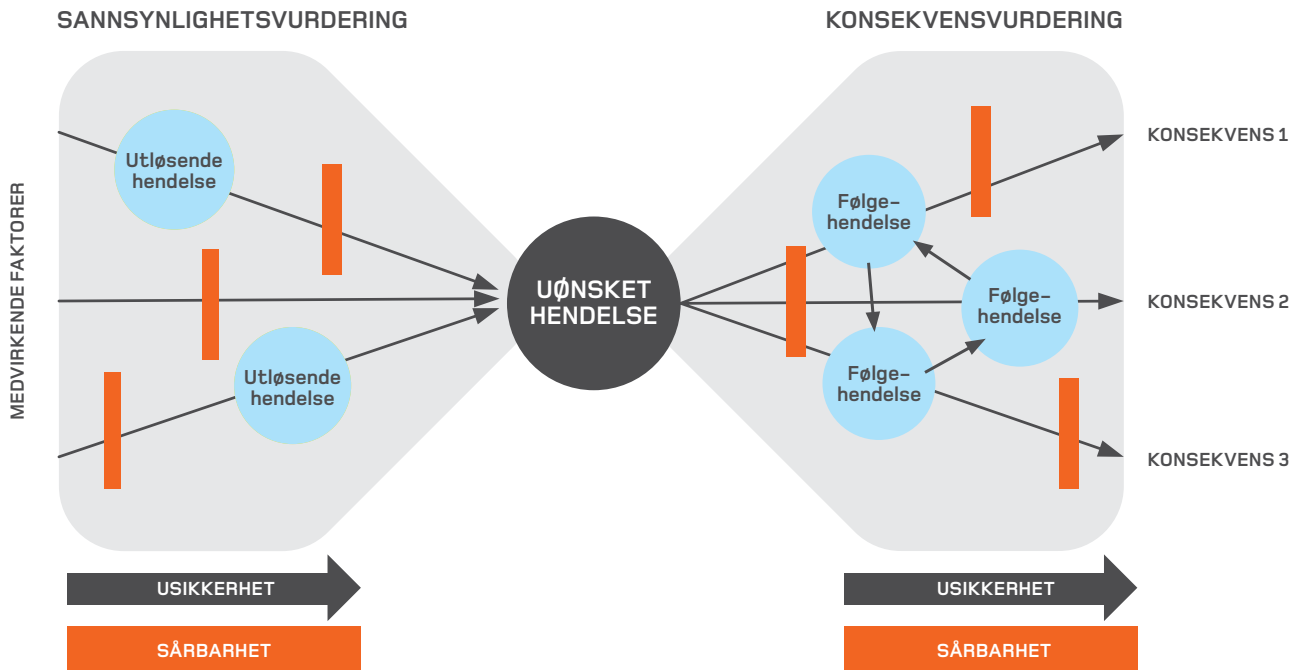 SANNSYNLIGHETSVURDERING
KONSEKVENSVURDERING
MEDVIRKENDE FAKTORER
Utløsende
hendelse
Utløsende
hendelse
UØNSKET
HENDELSE
Følge-
hendelse
Følge-
hendelse
Følge-
hendelse
KONSEKVENS 1
KONSEKVENS 2
KONSEKVENS 3
USIKKERHET
SÅRBARHET
USIKKERHET
SÅRBARHET